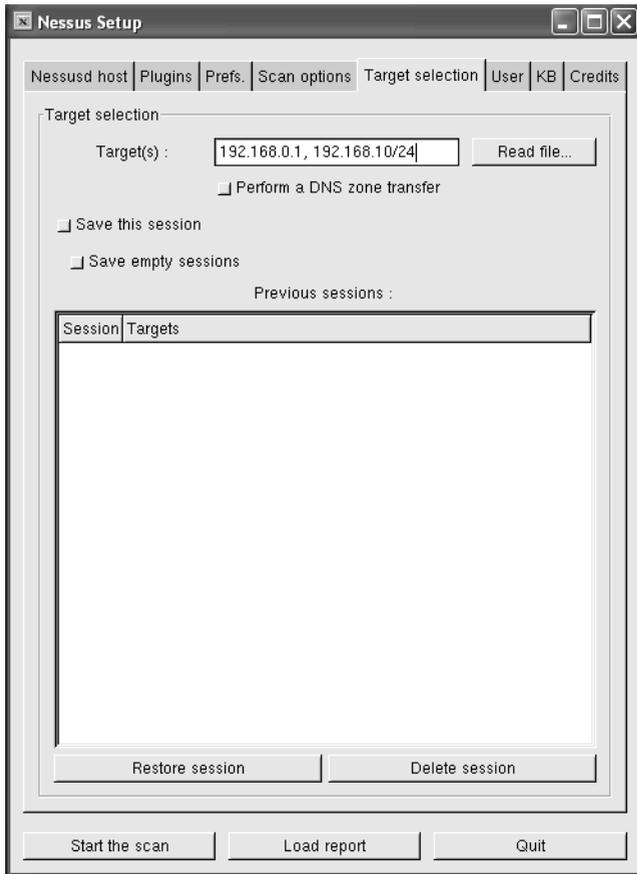 Nessus Setup
Nessusd host Plugins Prefs. Scan options Target selection User KB Credits
Target selection
Target(s) : 192.168.0.1, 192.168.10/24 Read file...
Perform a DNS zone transfer
Save this session
Save empty sessions
Previous sessions :
Session Targets
Restore session Delete session
Start the scan Load report Quit